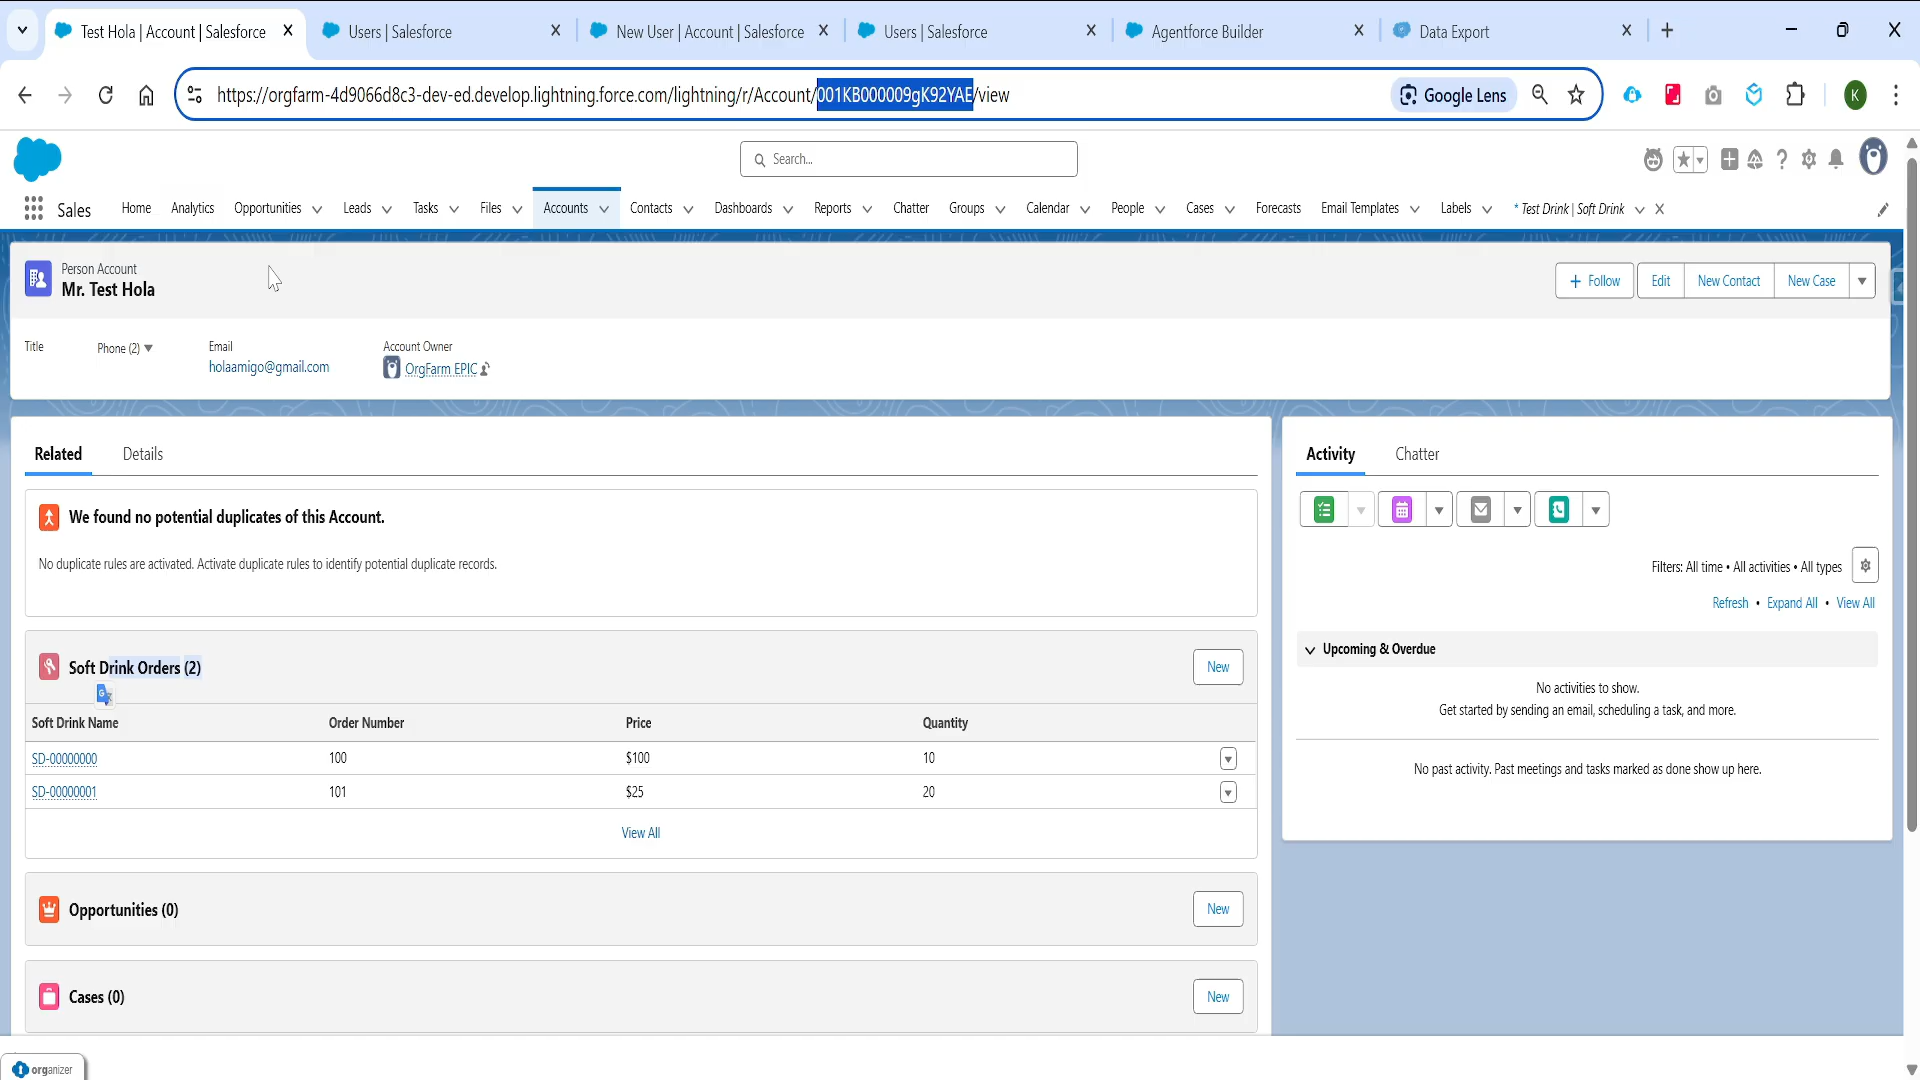 Test Hola | Account | Salesforce
Users | Salesforce
New User | Account | Salesforce
Users | Salesforce
Agentforce Builder
Data Export
https://orgfarm-4d9066d8c3-dev-ed.develop.lightning.force.com/lightning/r/Account/001KB000009gK92YAE/view
Google Lens
K
Search...
Sales
Home
Analytics
Opportunities
Leads
Tasks
Files
Accounts
Contacts
Dashboards
Reports
Chatter
Groups
Calendar
People
Cases
Forecasts
Email Templates
Labels
* Test Drink | Soft Drink
Person Account
Mr. Test Hola
Follow
Edit
New Contact
New Case
Title
Phone (2)
Email
Account Owner
holaamigo@gmail.com
OrgFarm EPIC
Related
Details
Activity
Chatter
We found no potential duplicates of this Account.
No duplicate rules are activated. Activate duplicate rules to identify potential duplicate records.
Filters: All time • All activities • All types
Refresh • Expand All • View All
Upcoming & Overdue
No activities to show.
Get started by sending an email, scheduling a task, and more.
No past activity. Past meetings and tasks marked as done show up here.
Soft Drink Orders (2)
New
Soft Drink Name
Order Number
Price
Quantity
SD-00000000
100
$100
10
SD-00000001
101
$25
20
View All
Opportunities (0)
New
Cases (0)
New
organizer